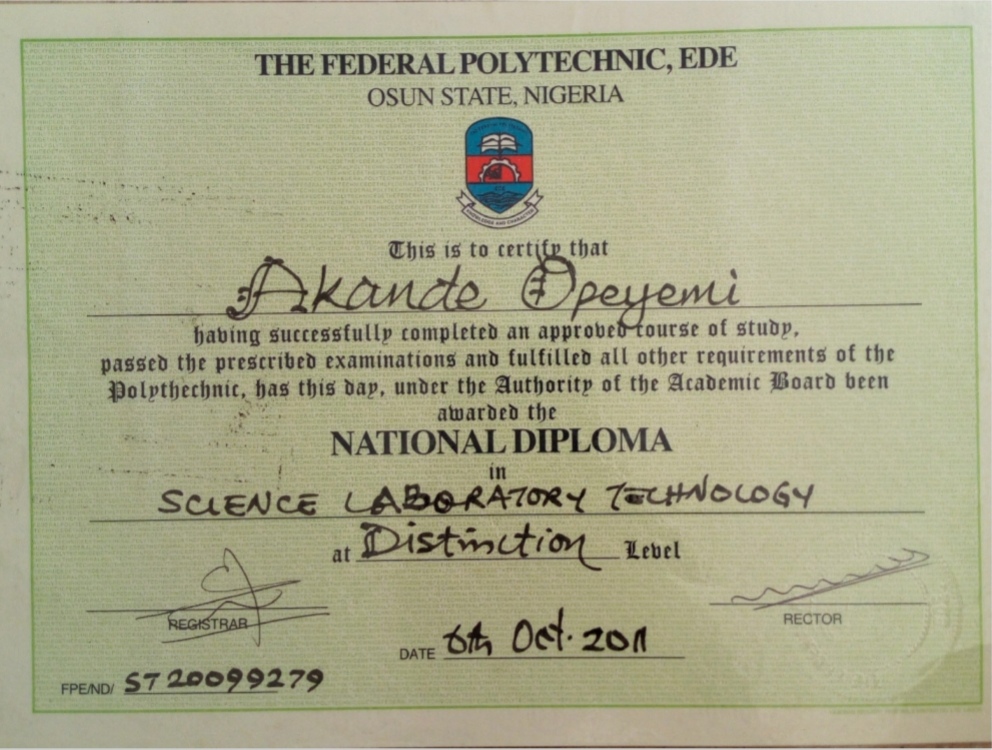 THE FEDERAL POLYTECHNIC, EDE
OSUN STATE, NIGERIA
KNOWLEDGE AND CHARACTER
This is to certify that
Akande Opeyemi
having successfully completed an approved course of study,
passed the prescribed examinations and fulfilled all other requirements of the
Polythechnic, has this day, under the Authority of the Academic Board been
awarded the
NATIONAL DIPLOMA
in
SCIENCE LABORATORY TECHNOLOGY
at Distinction Level
REGISTRAR
RECTOR
DATE 6th Oct. 2011
FPE/ND/ ST20099279